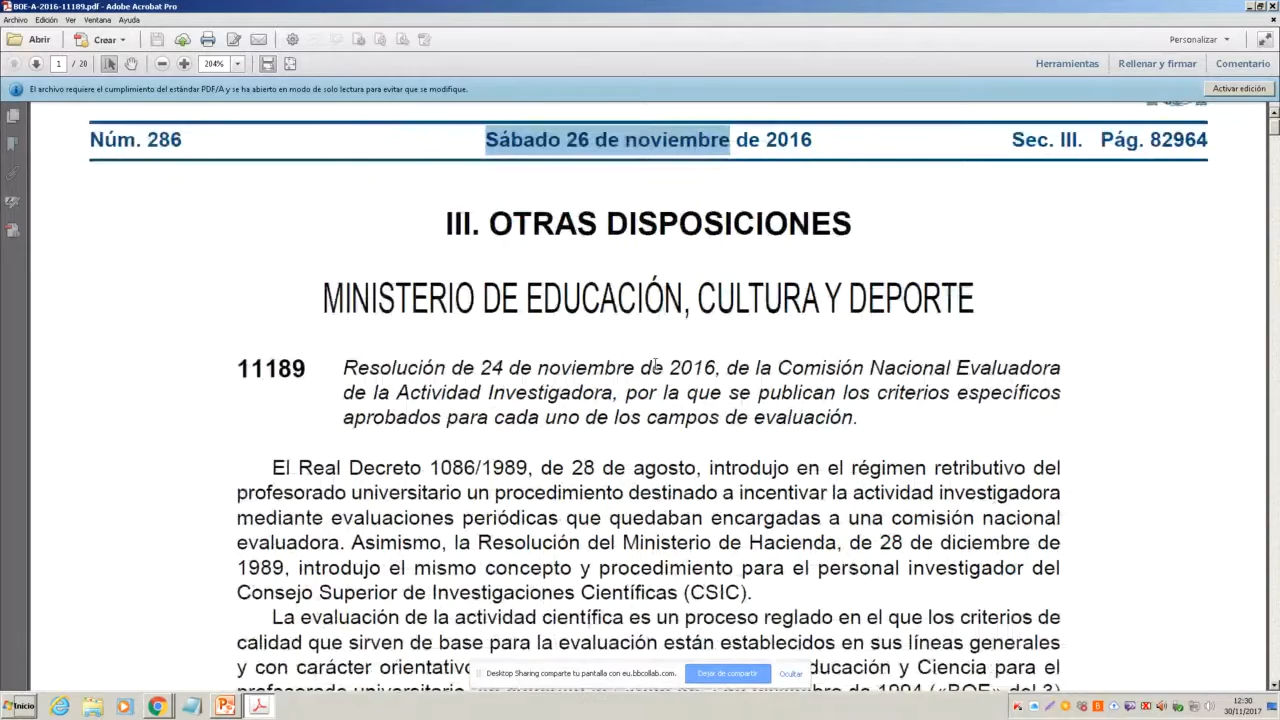 BOE-A-2016-11189.pdf - Adobe Acrobat Pro
Archivo Edición Ver Ventana Ayuda
Abrir Crear Personalizar
1 / 20 204% Herramientas Rellenar y firmar Comentario
El archivo requiere el cumplimiento del estándar PDF/A y se ha abierto en modo de solo lectura para evitar que se modifique. Activar edición
Núm. 286 Sábado 26 de noviembre de 2016 Sec. III. Pág. 82964
III. OTRAS DISPOSICIONES
MINISTERIO DE EDUCACIÓN, CULTURA Y DEPORTE
11189 Resolución de 24 de noviembre de 2016, de la Comisión Nacional Evaluadora
de la Actividad Investigadora, por la que se publican los criterios específicos
aprobados para cada uno de los campos de evaluación.
El Real Decreto 1086/1989, de 28 de agosto, introdujo en el régimen retributivo del
profesorado universitario un procedimiento destinado a incentivar la actividad investigadora
mediante evaluaciones periódicas que quedaban encargadas a una comisión nacional
evaluadora. Asimismo, la Resolución del Ministerio de Hacienda, de 28 de diciembre de
1989, introdujo el mismo concepto y procedimiento para el personal investigador del
Consejo Superior de Investigaciones Científicas (CSIC).
La evaluación de la actividad científica es un proceso reglado en el que los criterios de
calidad que sirven de base para la evaluación están establecidos en sus líneas generales
y con carácter orientativo ducación y Ciencia para el
Desktop Sharing comparte tu pantalla con eu.bbcollab.com. Dejar de compartir Ocultar
de 1994 («BOE» del 3)
Inicio
12:30
30/11/2017